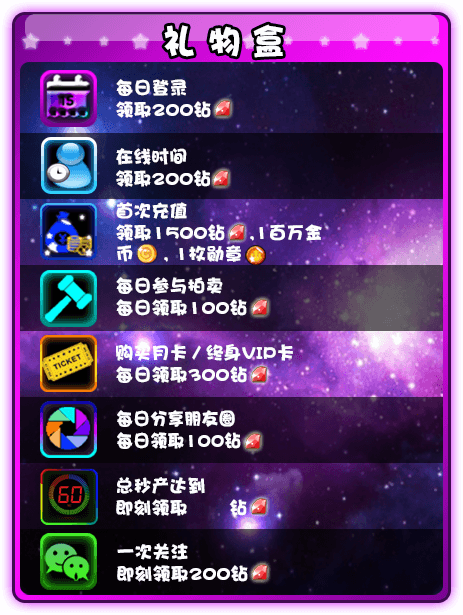 礼物盒
15
每日登录
领取200钻
在线时间
领取200钻
首次充值
领取1500钻,1百万金
币,1枚勋章
每日参与拍卖
每日领取100钻
TICKET
购买月卡/终身VIP卡
每日领取300钻
每日分享朋友圈
每日领取100钻
60
总秒产达到
即刻领取 钻
一次关注
即刻领取200钻